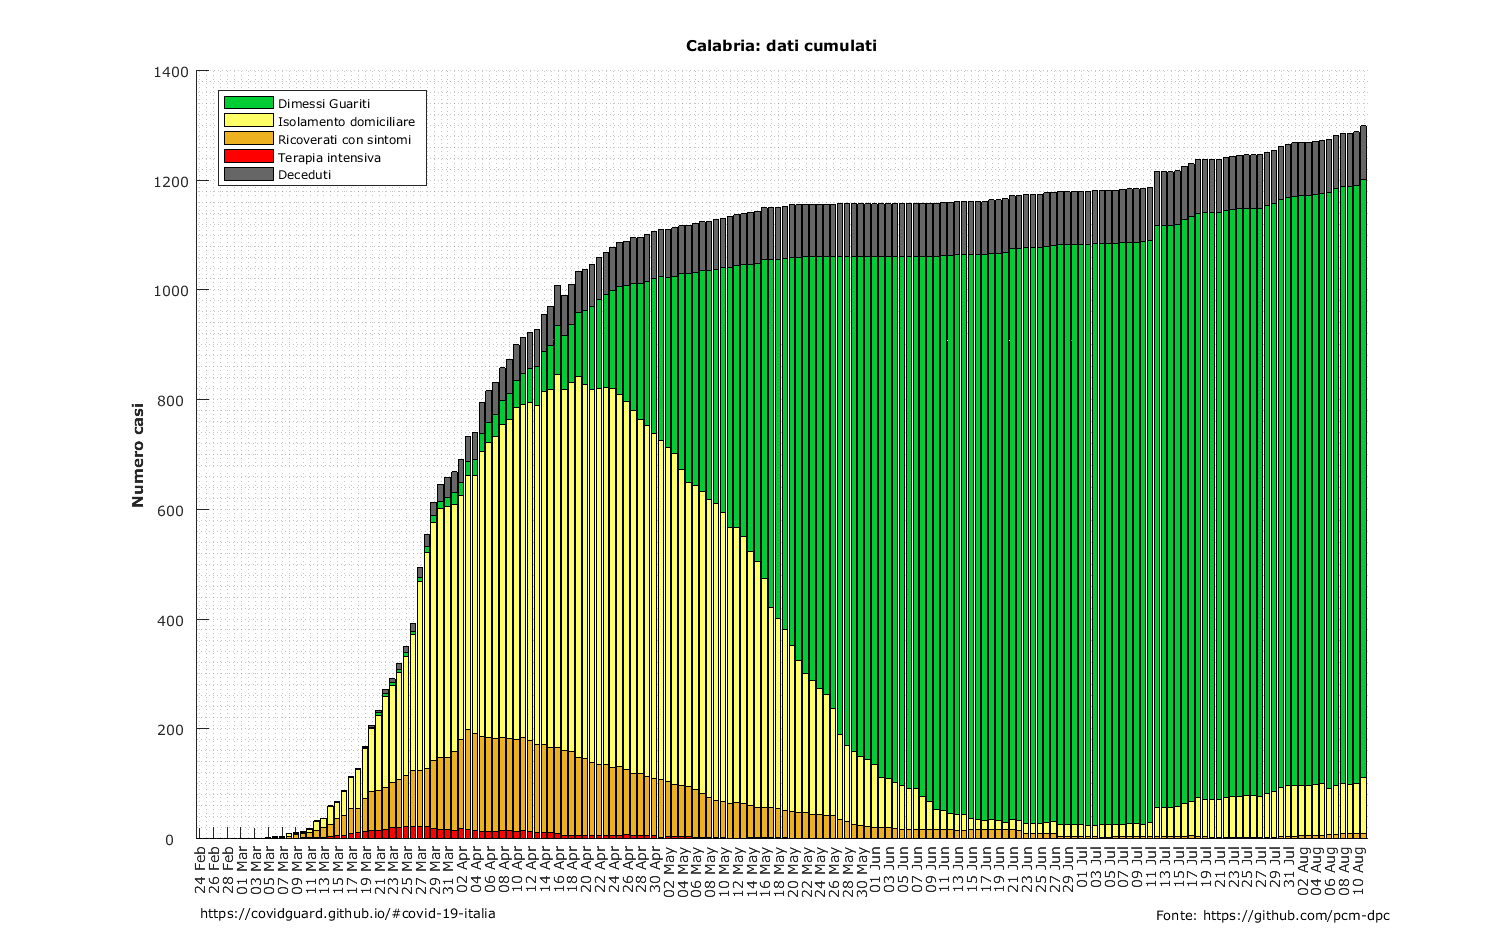 Calabria: dati cumulati
1400
1200
1000
800
600
400
200
0
Numero casi
Dimessi Guariti
Isolamento domiciliare
Ricoverati con sintomi
Terapia intensiva
Deceduti
24 Feb
26 Feb
28 Feb
01 Mar
03 Mar
05 Mar
07 Mar
09 Mar
11 Mar
13 Mar
15 Mar
17 Mar
19 Mar
21 Mar
23 Mar
25 Mar
27 Mar
29 Mar
31 Mar
02 Apr
04 Apr
06 Apr
08 Apr
10 Apr
12 Apr
14 Apr
16 Apr
18 Apr
20 Apr
22 Apr
24 Apr
26 Apr
28 Apr
30 Apr
02 May
04 May
06 May
08 May
10 May
12 May
14 May
16 May
18 May
20 May
22 May
24 May
26 May
28 May
30 May
01 Jun
03 Jun
05 Jun
07 Jun
09 Jun
11 Jun
13 Jun
15 Jun
17 Jun
19 Jun
21 Jun
23 Jun
25 Jun
27 Jun
29 Jun
01 Jul
03 Jul
05 Jul
07 Jul
09 Jul
11 Jul
13 Jul
15 Jul
17 Jul
19 Jul
21 Jul
23 Jul
25 Jul
27 Jul
29 Jul
31 Jul
02 Aug
04 Aug
06 Aug
08 Aug
10 Aug
https://covidguard.github.io/#covid-19-italia
Fonte: https://github.com/pcm-dpc